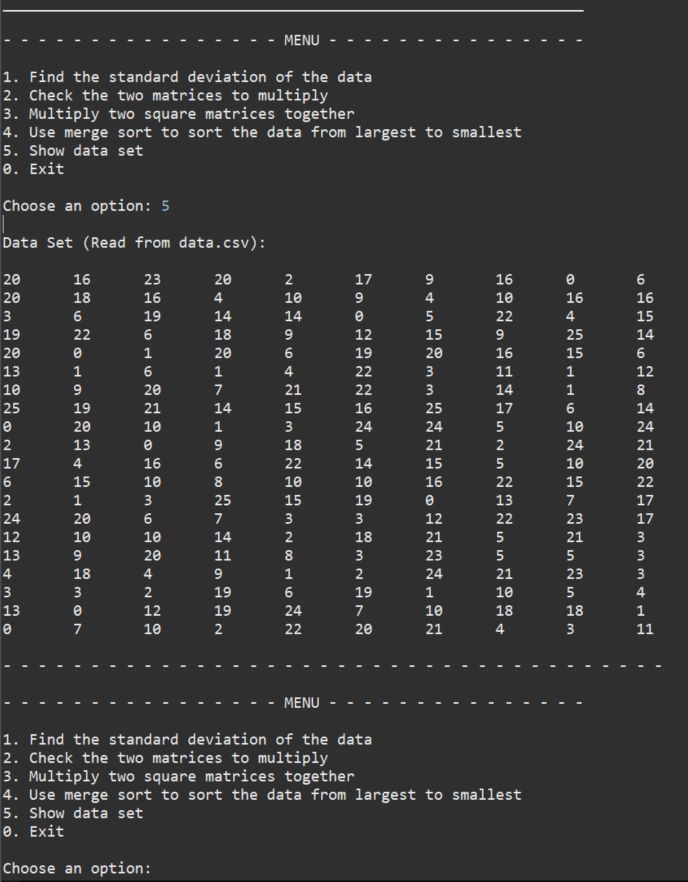 - - - - - - - - - - - - - - - - MENU - - - - - - - - - - - - - - -
1. Find the standard deviation of the data
2. Check the two matrices to multiply
3. Multiply two square matrices together
4. Use merge sort to sort the data from largest to smallest
5. Show data set
0. Exit
Choose an option: 5
Data Set (Read from data.csv):
20 16 23 20 2 17 9 16 0 6
20 18 16 4 10 9 4 10 16 16
3 6 19 14 14 0 5 22 4 15
19 22 6 18 9 12 15 9 25 14
20 0 1 20 6 19 20 16 15 6
13 1 6 1 4 22 3 11 1 12
10 9 20 7 21 22 3 14 1 8
25 19 21 14 15 16 25 17 6 14
0 20 10 1 3 24 24 5 10 24
2 13 0 9 18 5 21 2 24 21
17 4 16 6 22 14 15 5 10 20
6 15 10 8 10 10 16 22 15 22
2 1 3 25 15 19 0 13 7 17
24 20 6 7 3 3 12 22 23 17
12 10 10 14 2 18 21 5 21 3
13 9 20 11 8 3 23 5 5 3
4 18 4 9 1 2 24 21 23 3
3 3 2 19 6 19 1 10 5 4
13 0 12 19 24 7 10 18 18 1
0 7 10 2 22 20 21 4 3 11
- - - - - - - - - - - - - - - - - - - - - - - - - - - - - - - - - - - - - -
- - - - - - - - - - - - - - - - MENU - - - - - - - - - - - - - - -
1. Find the standard deviation of the data
2. Check the two matrices to multiply
3. Multiply two square matrices together
4. Use merge sort to sort the data from largest to smallest
5. Show data set
0. Exit
Choose an option: